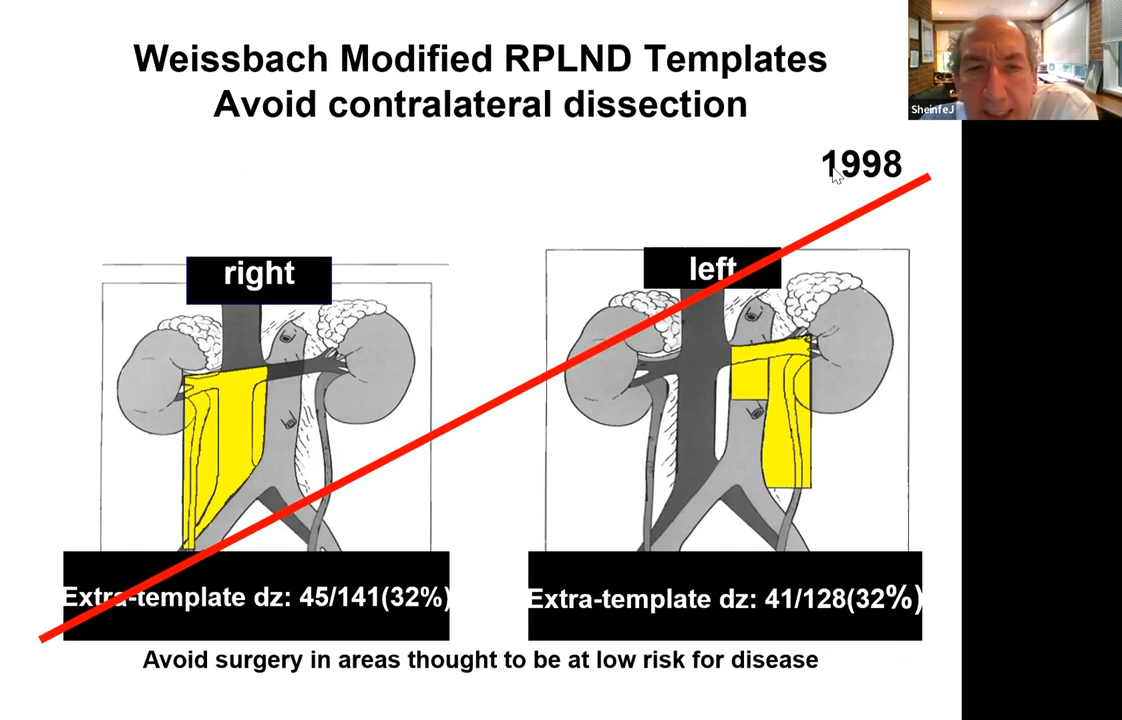 Weissbach Modified RPLND Templates
Avoid contralateral dissection
SheinfeJ
1998
right
left
Extra-template dz: 45/141(32%)
Extra-template dz: 41/128(32%)
Avoid surgery in areas thought to be at low risk for disease